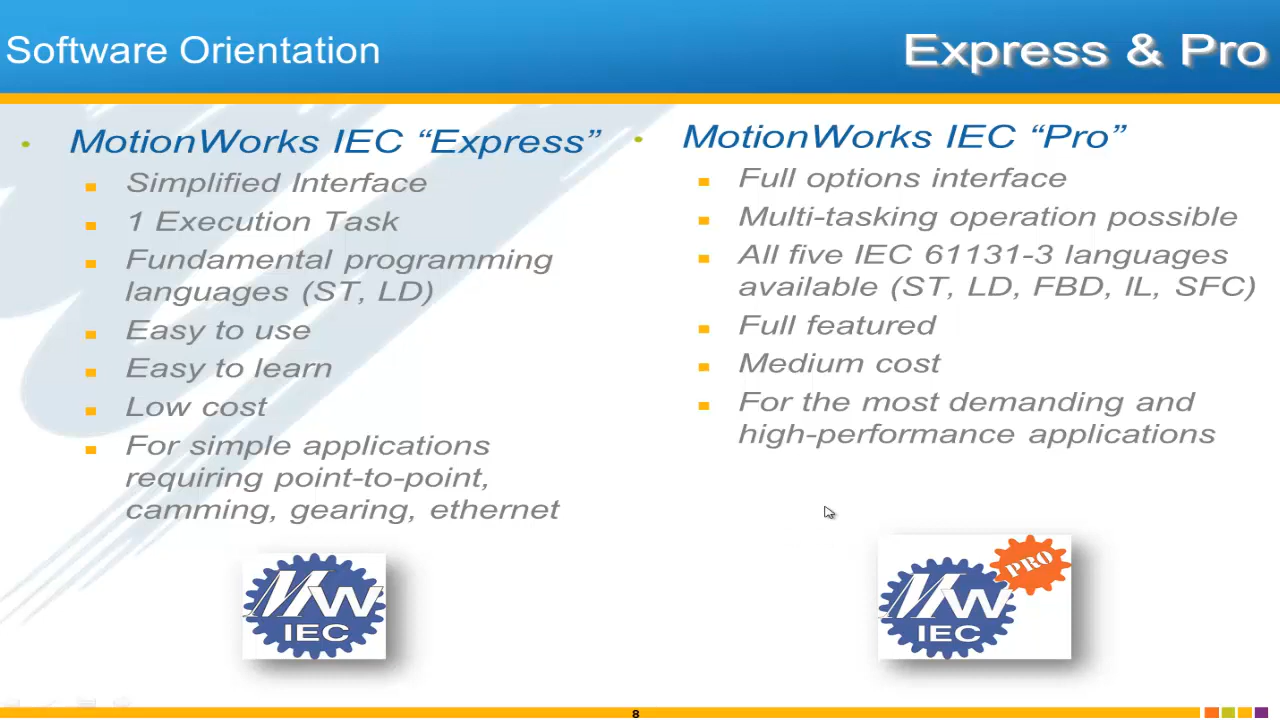 Software Orientation
Express & Pro
• MotionWorks IEC “Express”
Simplified Interface
1 Execution Task
Fundamental programming
languages (ST, LD)
Easy to use
Easy to learn
Low cost
For simple applications
requiring point-to-point,
camming, gearing, ethernet
• MotionWorks IEC “Pro”
Full options interface
Multi-tasking operation possible
All five IEC 61131-3 languages
available (ST, LD, FBD, IL, SFC)
Full featured
Medium cost
For the most demanding and
high-performance applications
MW
IEC
PRO
MW
IEC
8